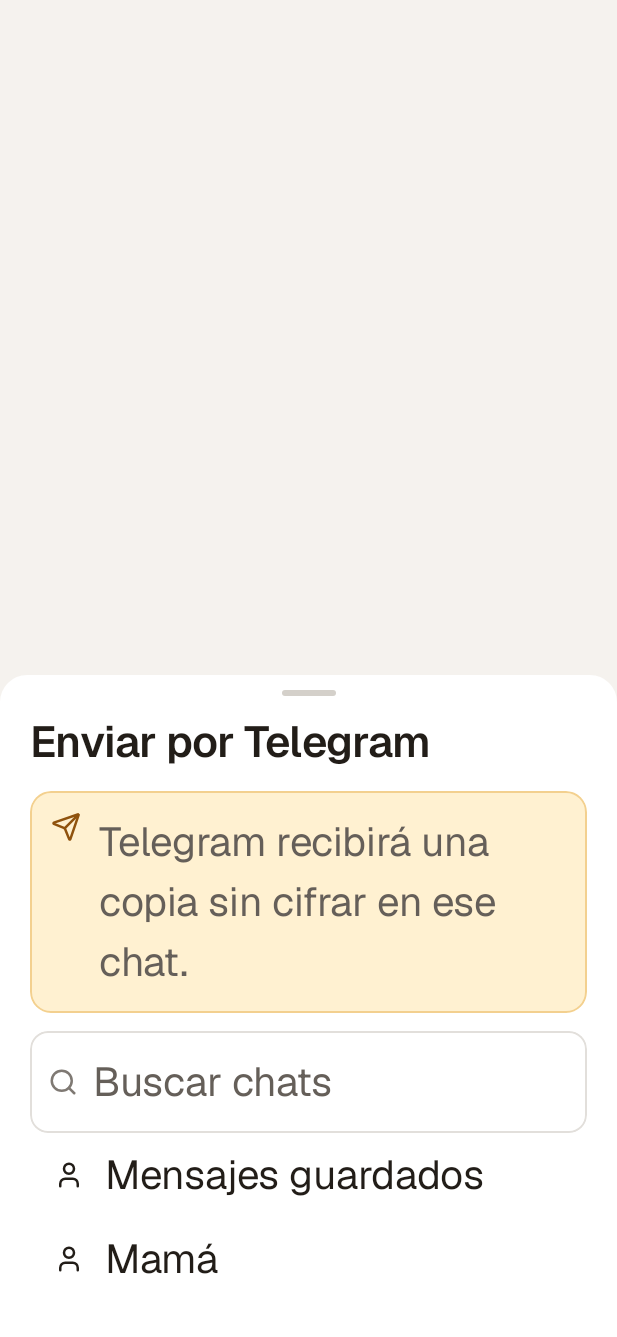 Enviar por Telegram
Telegram recibirá una
copia sin cifrar en ese
chat.
Buscar chats
Mensajes guardados
Mamá